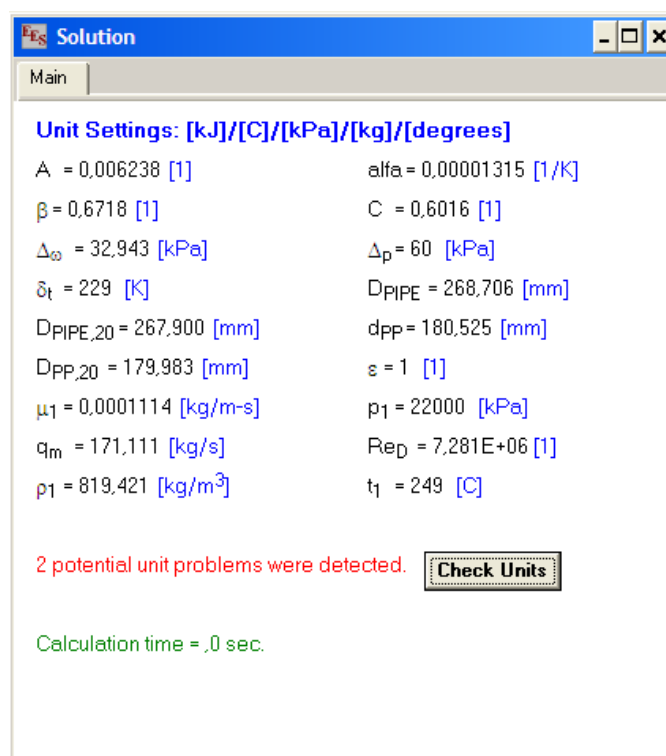 EES Solution
Main
Unit Settings: [kJ]/[C]/[kPa]/[kg]/[degrees]
A = 0,006238 [1] alfa = 0,00001315 [1/K]
β = 0,6718 [1] C = 0,6016 [1]
Δω = 32,943 [kPa] Δp = 60 [kPa]
δt = 229 [K] DPIPE = 268,706 [mm]
DPIPE,20 = 267,900 [mm] dPP = 180,525 [mm]
DPP,20 = 179,983 [mm] ε = 1 [1]
μ1 = 0,0001114 [kg/m-s] p1 = 22000 [kPa]
qm = 171,111 [kg/s] ReD = 7,281E+06 [1]
ρ1 = 819,421 [kg/m³] t1 = 249 [C]
2 potential unit problems were detected. Check Units
Calculation time = ,0 sec.